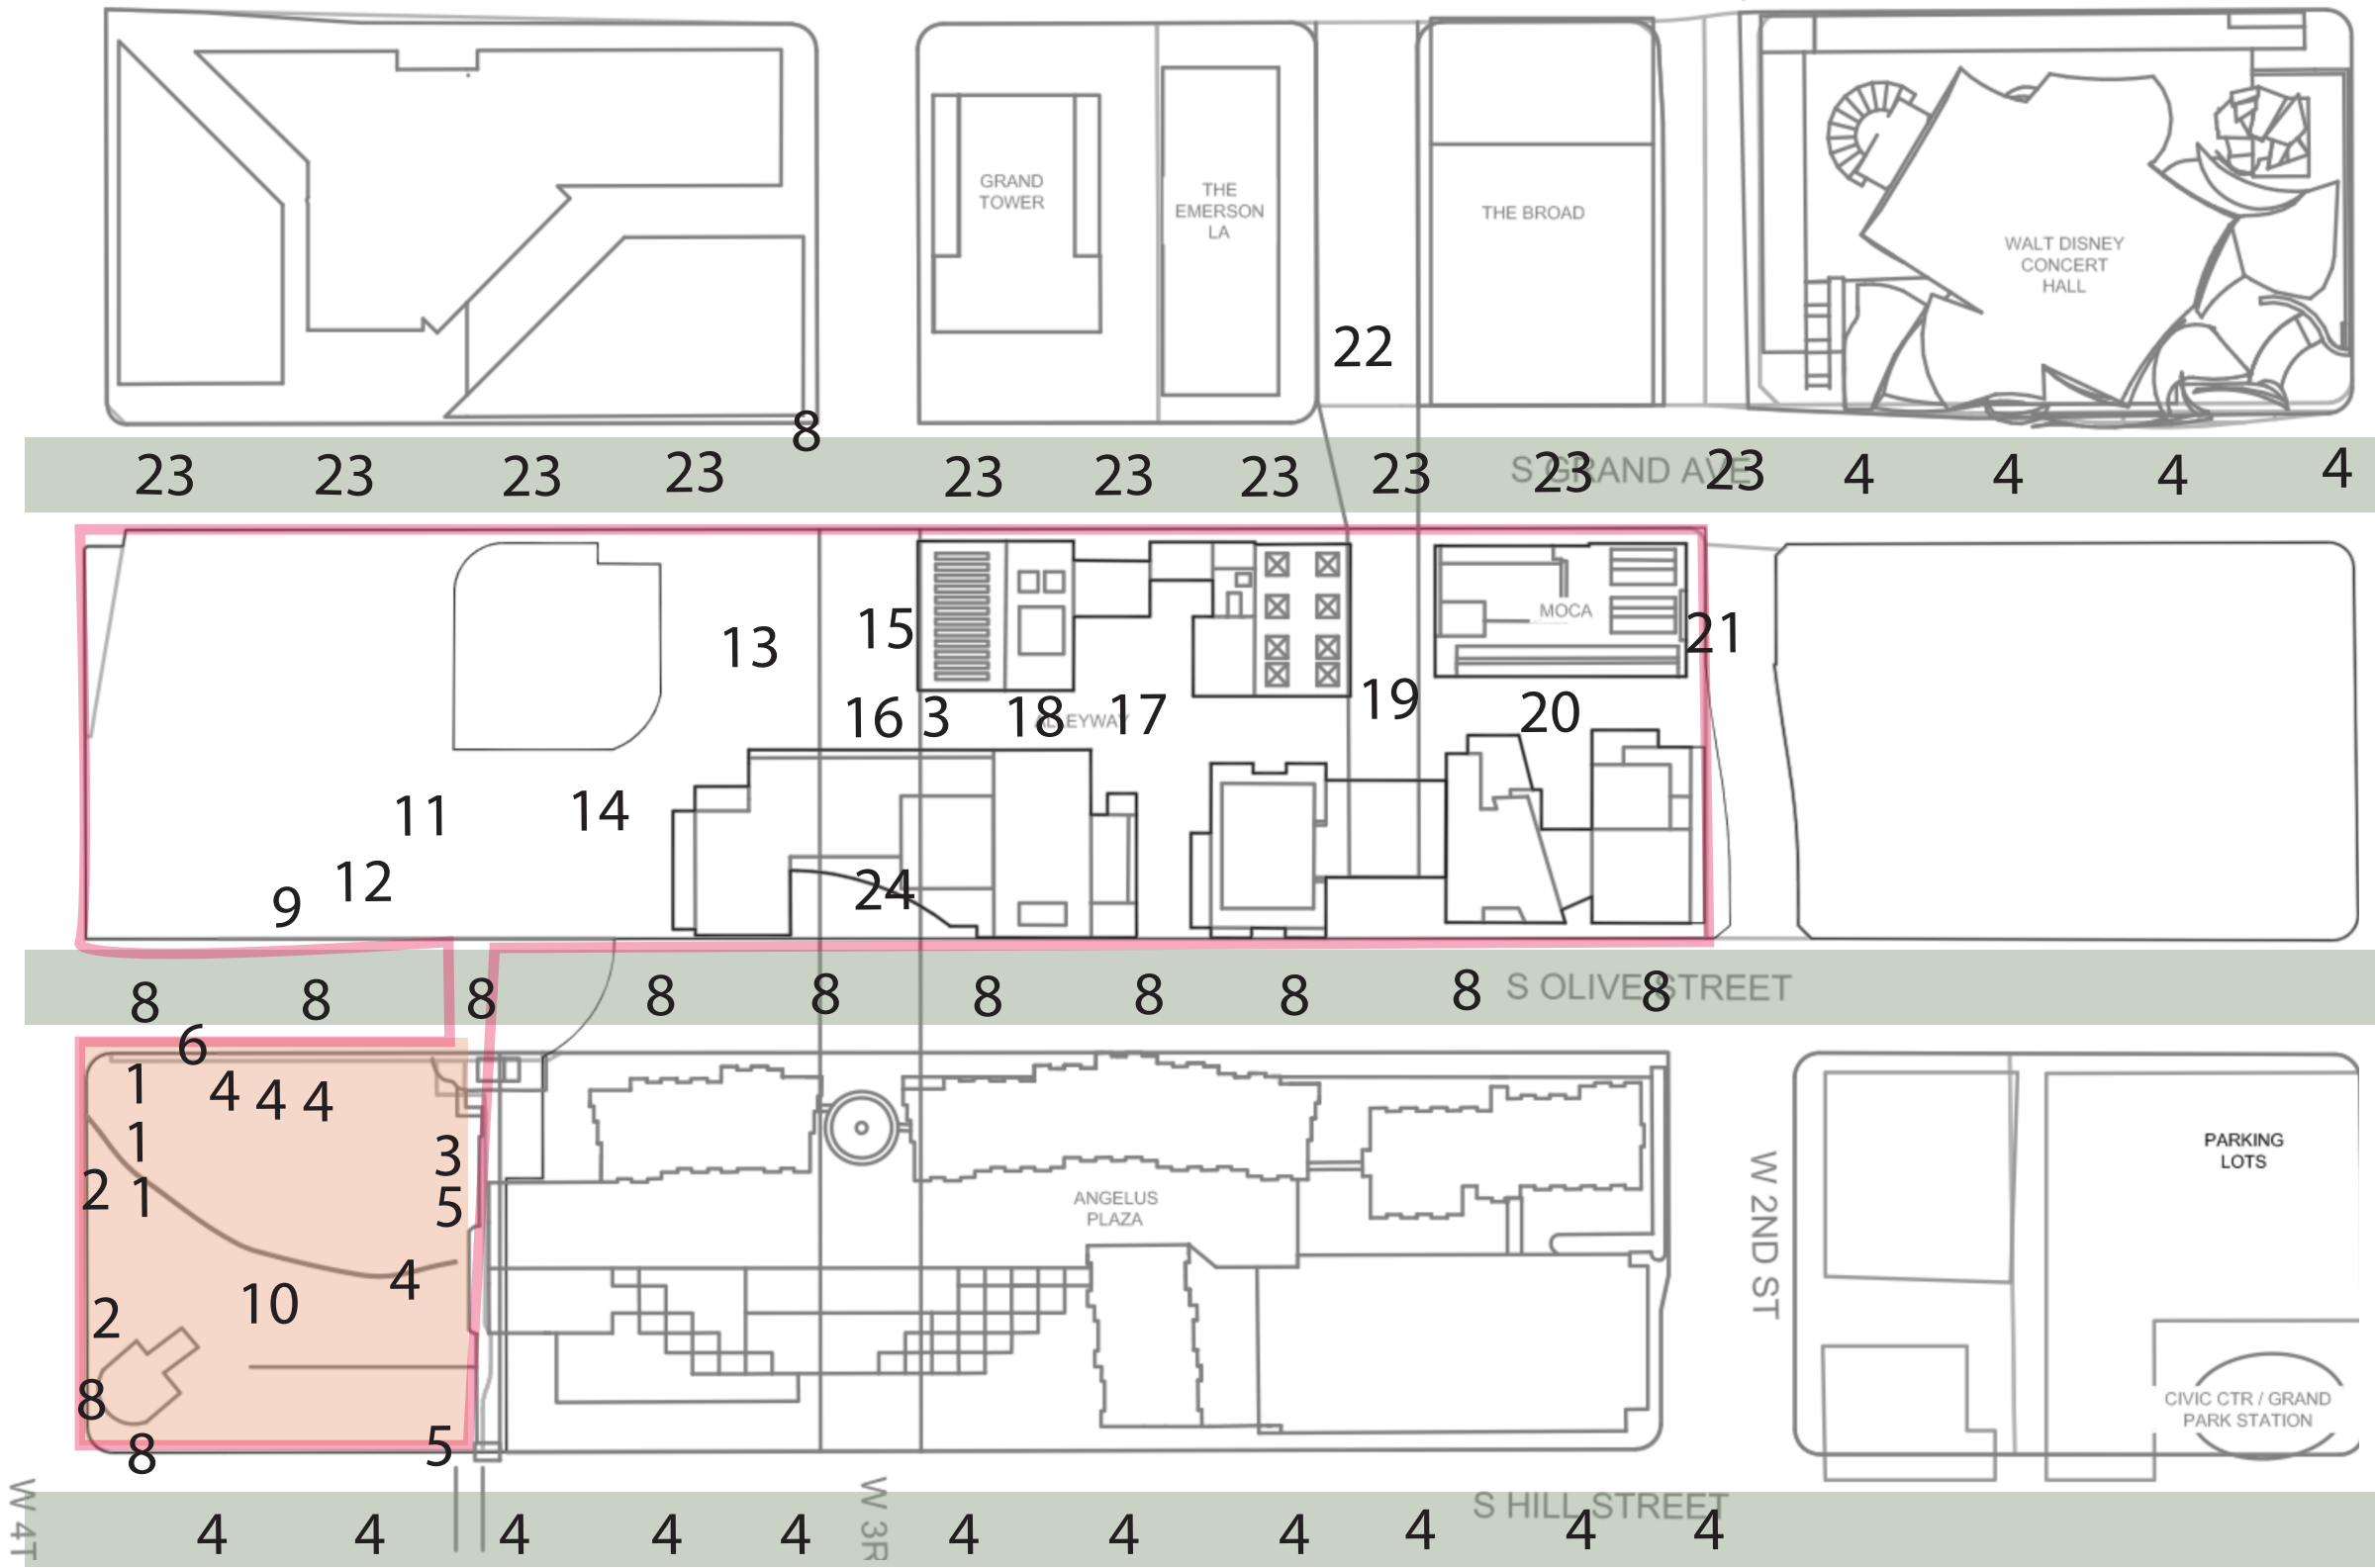 GRAND
TOWER
THE
EMERSON
LA
THE BROAD
WALT DISNEY
CONCERT
HALL
22
8
23 23 23 23 23 23 23 23 23 23 4 4 4 4
S GRAND AVE
13 15 MOCA 21
16 3 18 17 19 20
ALLEYWAY
11 14
9 12 24
8 8 8 8 8 8 8 8 8 8
S OLIVE STREET
6
1 4 4 4
1 3
2 1 5
ANGELUS
PLAZA
W 2ND ST
PARKING
LOTS
10 4
2
8
8 5
CIVIC CTR / GRAND
PARK STATION
W 4T
W 3R
S HILL STREET
4 4 4 4 4 4 4 4 4 4 4